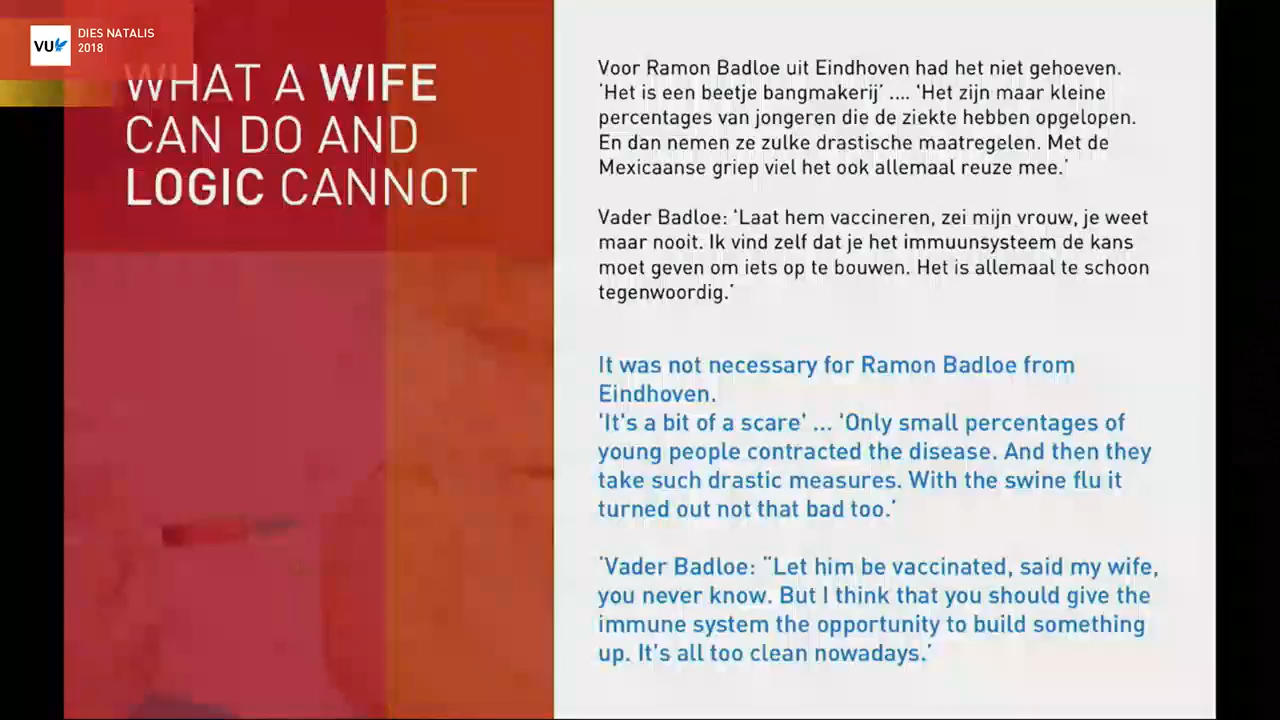 VU
DIES NATALIS
2018
WHAT A WIFE
CAN DO AND
LOGIC CANNOT
Voor Ramon Badloe uit Eindhoven had het niet gehoeven.
'Het is een beetje bangmakerij' .... 'Het zijn maar kleine
percentages van jongeren die de ziekte hebben opgelopen.
En dan nemen ze zulke drastische maatregelen. Met de
Mexicaanse griep viel het ook allemaal reuze mee.'
Vader Badloe: 'Laat hem vaccineren, zei mijn vrouw, je weet
maar nooit. Ik vind zelf dat je het immuunsysteem de kans
moet geven om iets op te bouwen. Het is allemaal te schoon
tegenwoordig.'
It was not necessary for Ramon Badloe from
Eindhoven.
'It's a bit of a scare' ... 'Only small percentages of
young people contracted the disease. And then they
take such drastic measures. With the swine flu it
turned out not that bad too.'
'Vader Badloe: "Let him be vaccinated, said my wife,
you never know. But I think that you should give the
immune system the opportunity to build something
up. It's all too clean nowadays.'